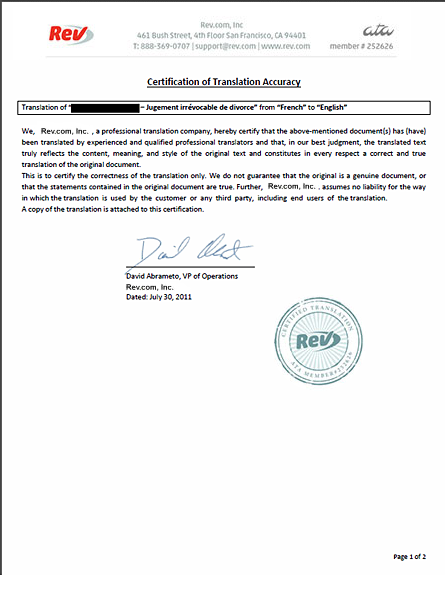 Rev
Rev.com, Inc
461 Bush Street, 4th Floor San Francisco, CA 94401
T: 888-369-0707 | support@rev.com | www.rev.com
ata
member # 252626
Certification of Translation Accuracy
Translation of “ – Jugement irrévocable de divorce” from “French” to “English”
We, Rev.com, Inc. , a professional translation company, hereby certify that the above-mentioned document(s) has (have)
been translated by experienced and qualified professional translators and that, in our best judgment, the translated text
truly reflects the content, meaning, and style of the original text and constitutes in every respect a correct and true
translation of the original document.
This is to certify the correctness of the translation only. We do not guarantee that the original is a genuine document, or
that the statements contained in the original document are true. Further, Rev.com, Inc. , assumes no liability for the way
in which the translation is used by the customer or any third party, including end users of the translation.
A copy of the translation is attached to this certification.
David Abrameto, VP of Operations
Rev.com, Inc.
Dated: July 30, 2011
CERTIFIED TRANSLATION
Rev
ATA MEMBER#252626
Page 1 of 2